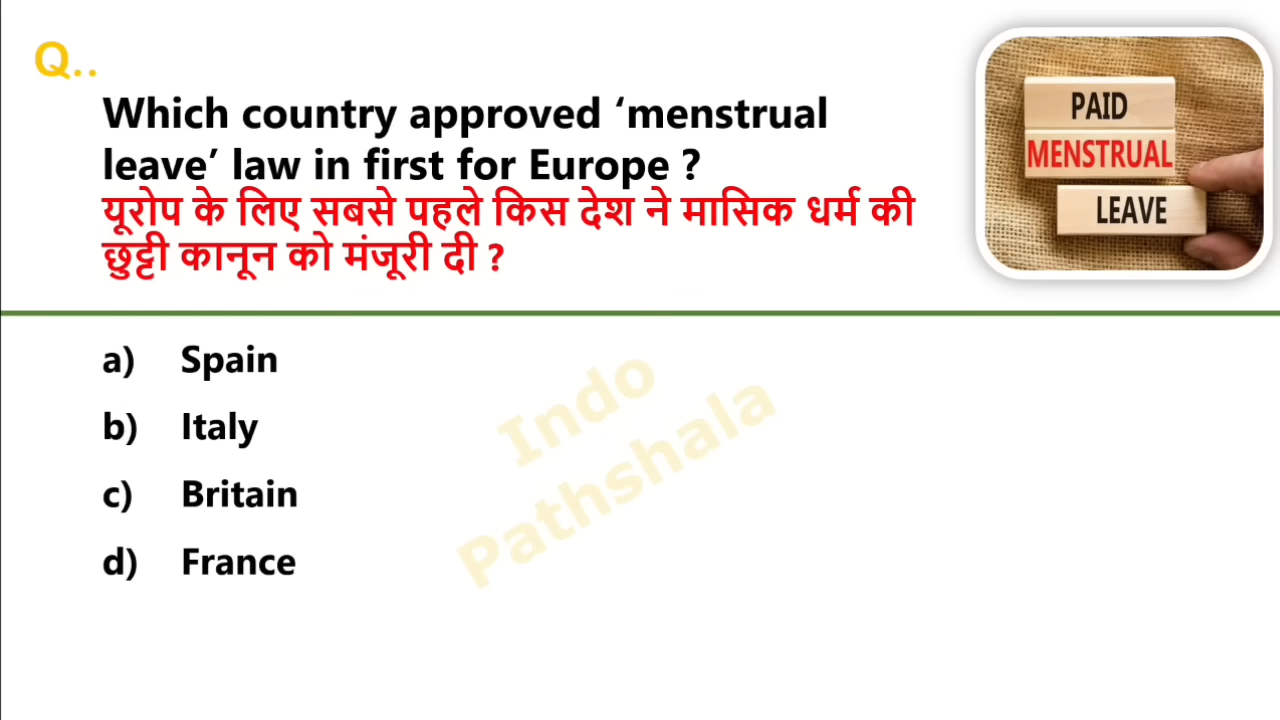 Q..
Which country approved ‘menstrual
leave’ law in first for Europe ?
यूरोप के लिए सबसे पहले किस देश ने मासिक धर्म की
छुट्टी कानून को मंजूरी दी ?
PAID
MENSTRUAL
LEAVE
a) Spain
b) Italy
c) Britain
d) France
Indo
Pathshala